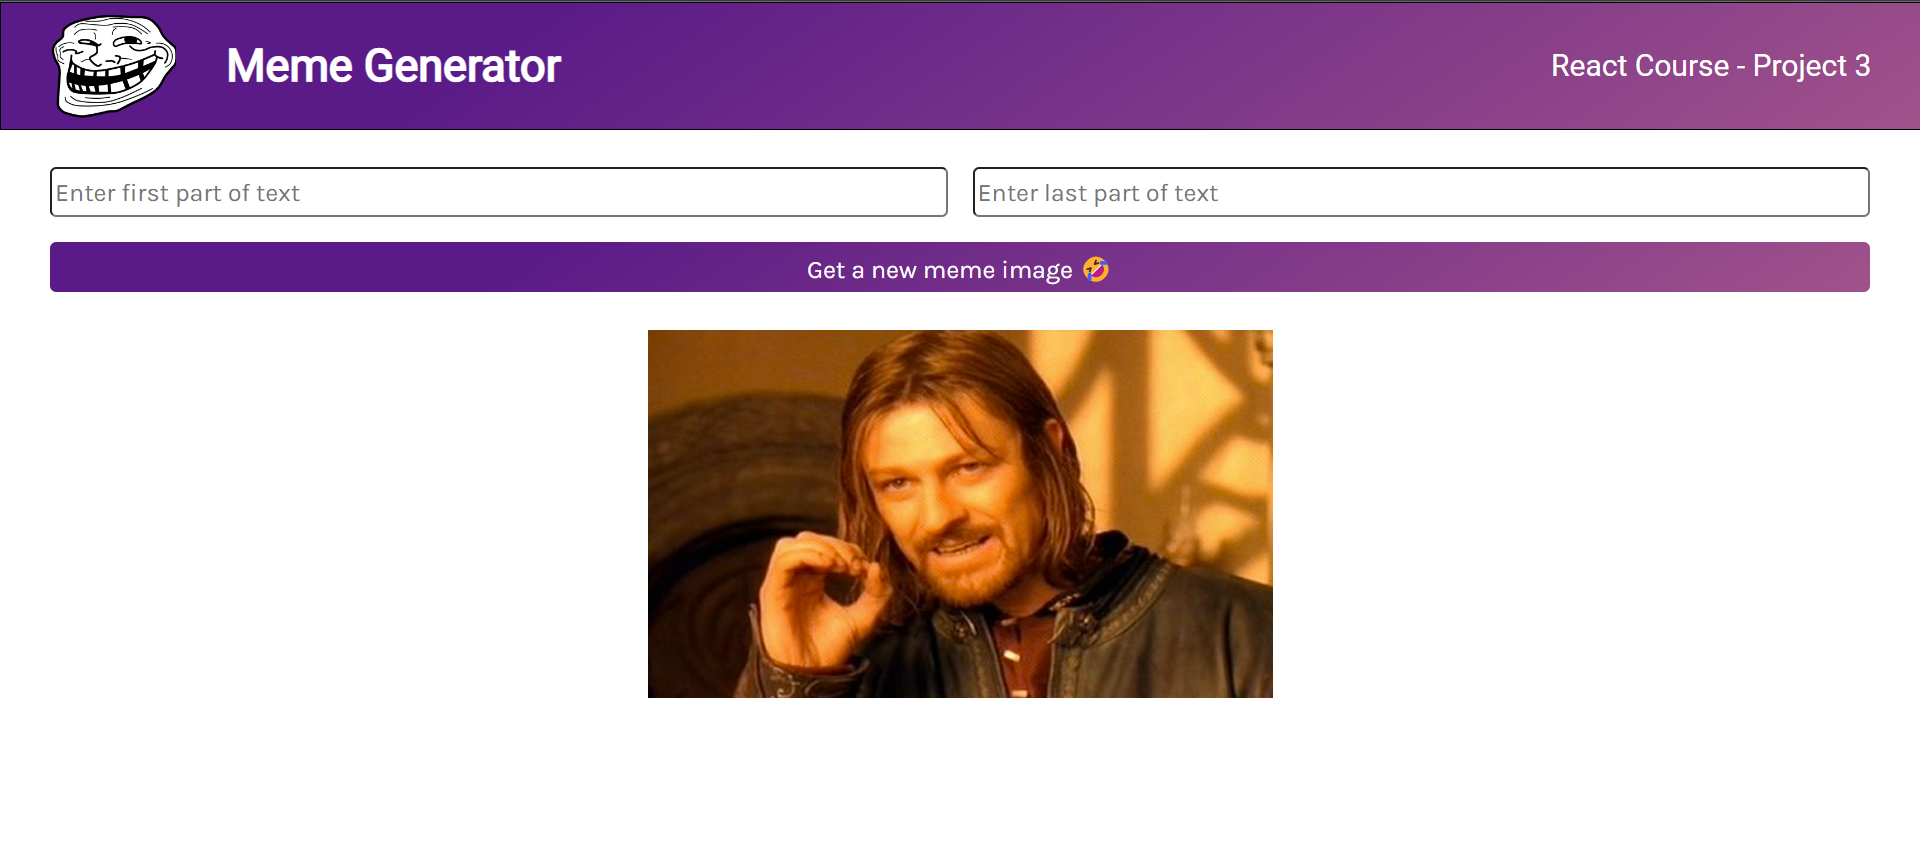 Meme Generator
React Course - Project 3
Enter first part of text
Enter last part of text
Get a new meme image 🤣